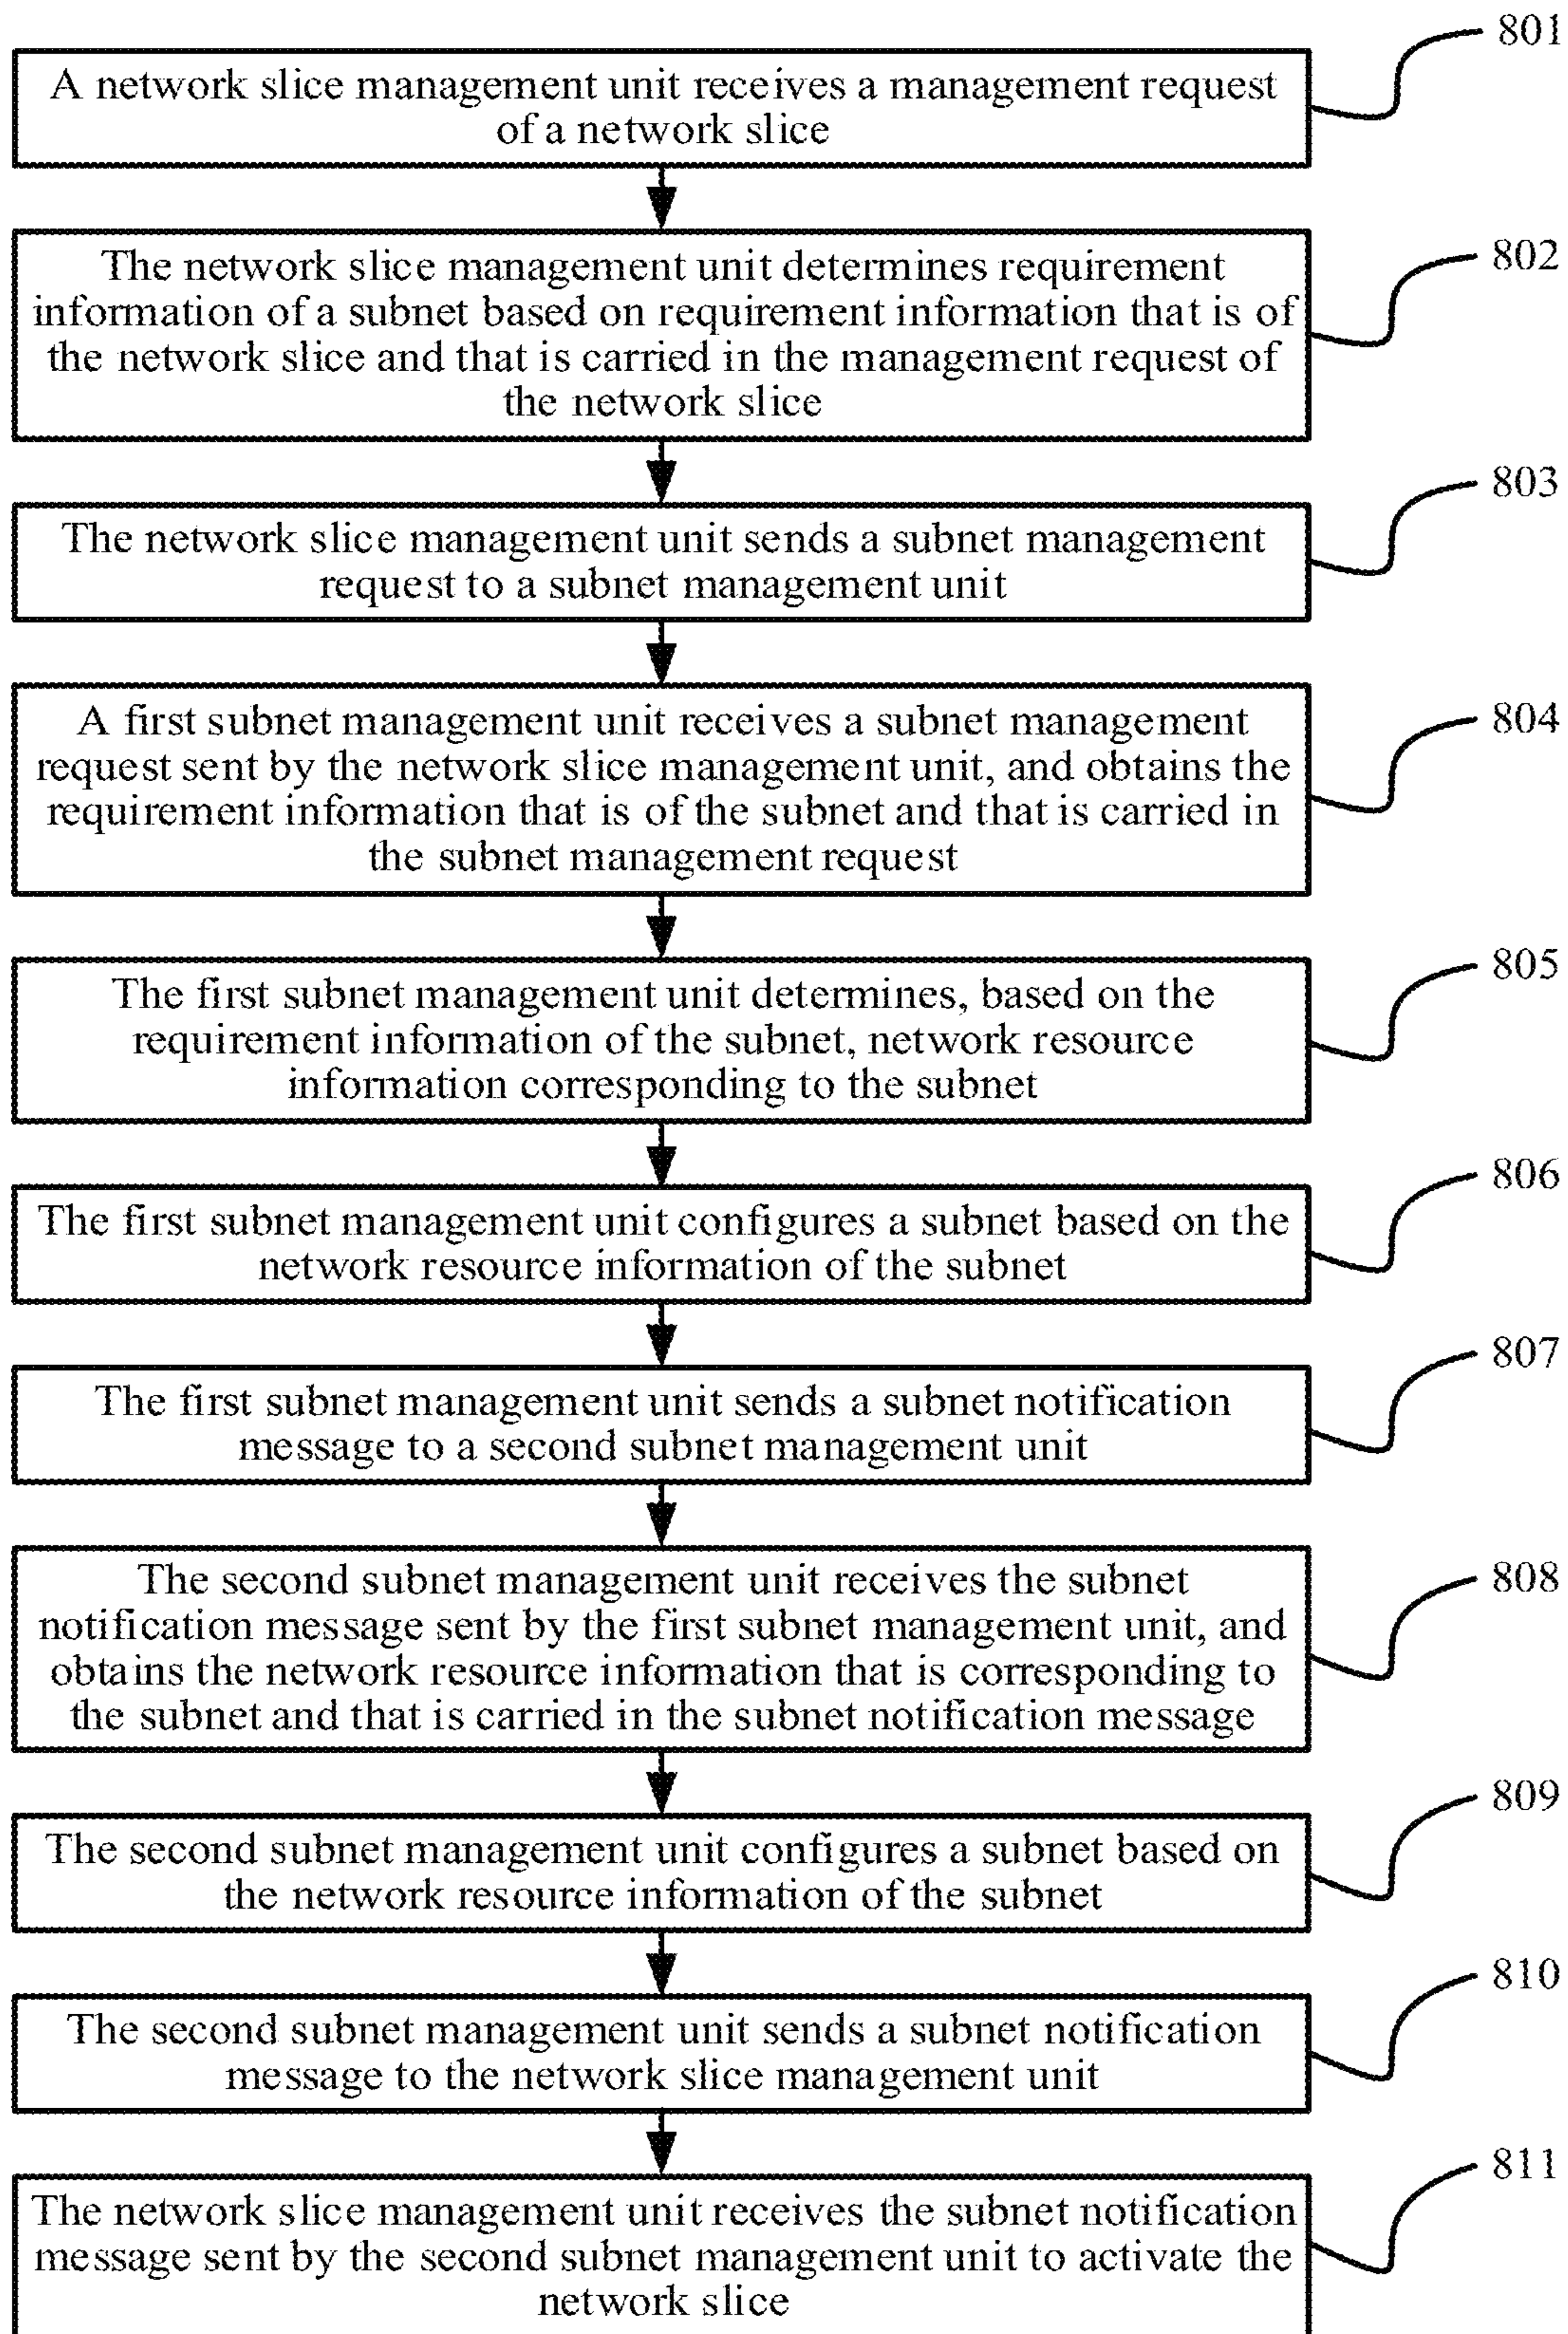 801
A network slice management unit receives a management request
of a network slice
802
The network slice management unit determines requirement
information of a subnet based on requirement information that is of
the network slice and that is carried in the management request of
the network slice
803
The network slice management unit sends a subnet management
request to a subnet management unit
804
A first subnet management unit receives a subnet management
request sent by the network slice management unit, and obtains the
requirement information that is of the subnet and that is carried in
the subnet management request
805
The first subnet management unit determines, based on the
requirement information of the subnet, network resource
information corresponding to the subnet
806
The first subnet management unit configures a subnet based on the
network resource information of the subnet
807
The first subnet management unit sends a subnet notification
message to a second subnet management unit
808
The second subnet management unit receives the subnet
notification message sent by the first subnet management unit, and
obtains the network resource information that is corresponding to
the subnet and that is carried in the subnet notification message
809
The second subnet management unit configures a subnet based on
the network resource information of the subnet
810
The second subnet management unit sends a subnet notification
message to the network slice management unit
811
The network slice management unit receives the subnet notification
message sent by the second subnet management unit to activate the
network slice